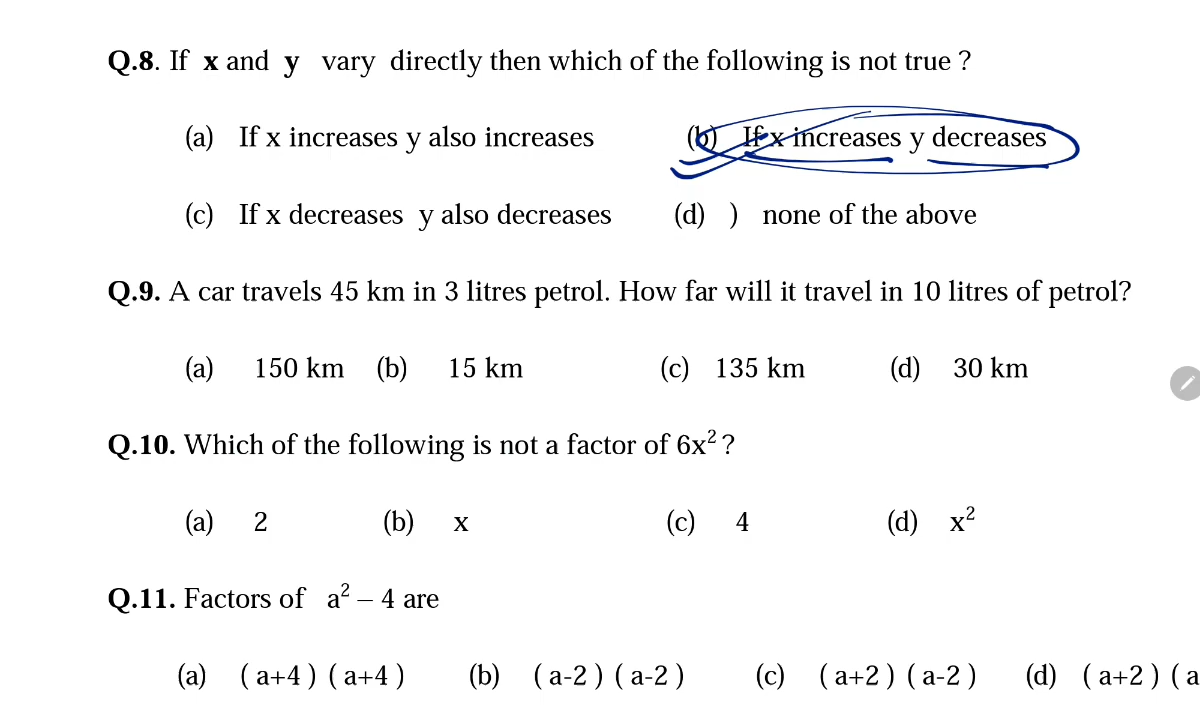 Q.8. If x and y vary directly then which of the following is not true ?
(a) If x increases y also increases (b) If x increases y decreases
(c) If x decreases y also decreases (d) ) none of the above
Q.9. A car travels 45 km in 3 litres petrol. How far will it travel in 10 litres of petrol?
(a) 150 km (b) 15 km (c) 135 km (d) 30 km
Q.10. Which of the following is not a factor of 6x² ?
(a) 2 (b) x (c) 4 (d) x²
Q.11. Factors of a² – 4 are
(a) ( a+4 ) ( a+4 ) (b) ( a-2 ) ( a-2 ) (c) ( a+2 ) ( a-2 ) (d) ( a+2 ) ( a